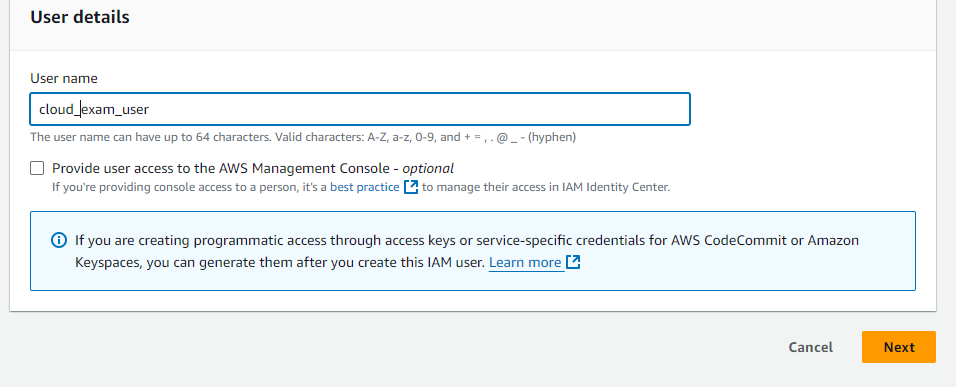 User details
User name
cloud_exam_user
The user name can have up to 64 characters. Valid characters: A-Z, a-z, 0-9, and + = , . @ _ - (hyphen)
Provide user access to the AWS Management Console - optional
If you're providing console access to a person, it's a best practice to manage their access in IAM Identity Center.
If you are creating programmatic access through access keys or service-specific credentials for AWS CodeCommit or Amazon
Keyspaces, you can generate them after you create this IAM user. Learn more
Cancel Next